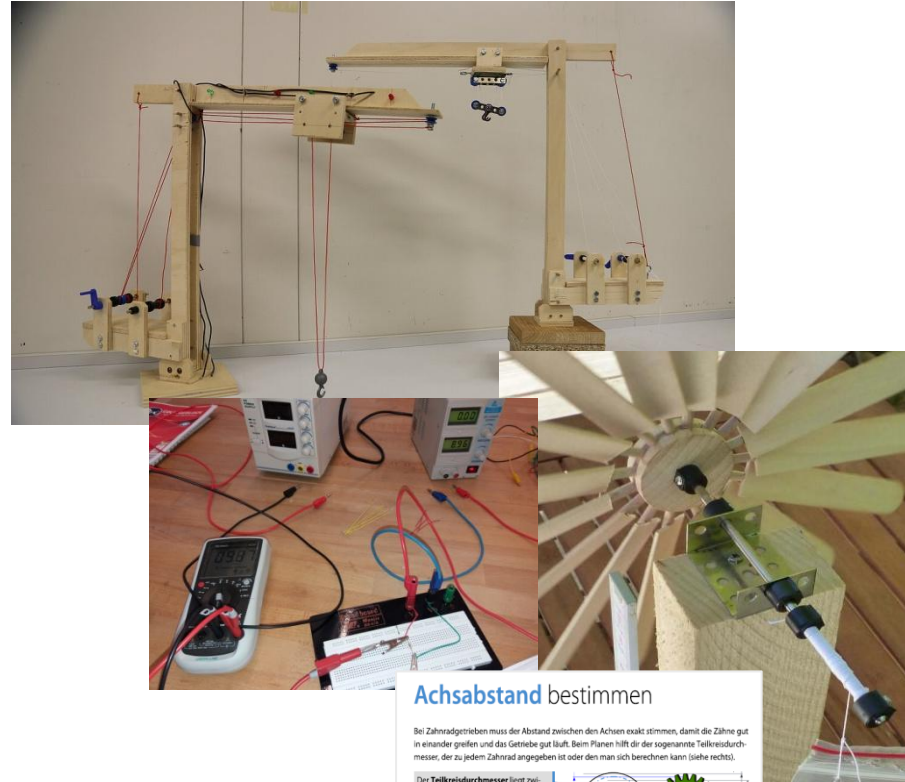 0.00
Achsabstand bestimmen
Bei Zahnradgetrieben muss der Abstand zwischen den Achsen exakt stimmen, damit die Zähne gut
in einander greifen und das Getriebe gut läuft. Beim Planen hilft dir der sogenannte Teilkreisdurch-
messer, der zu jedem Zahnrad angegeben ist oder den man sich berechnen kann (siehe rechts).
Der Teilkreisdurchmesser liegt zwi-